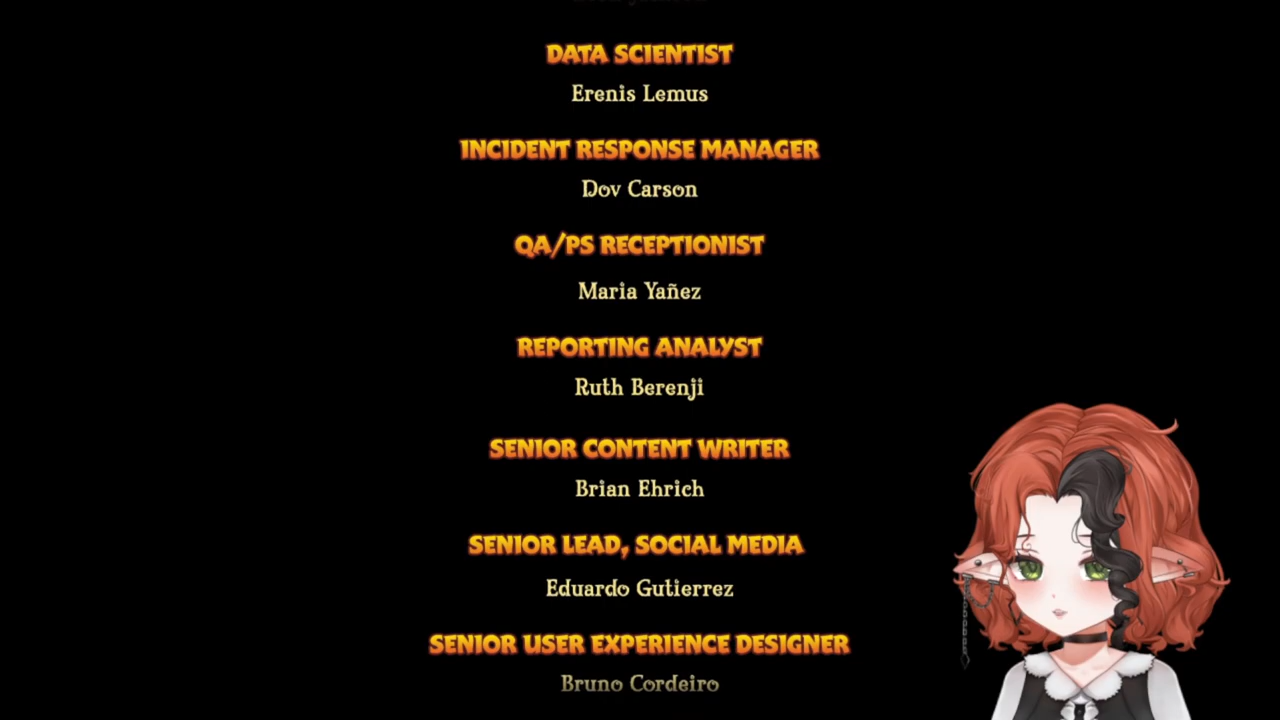 DATA SCIENTIST
Erenis Lemus
INCIDENT RESPONSE MANAGER
Dov Carson
QA/PS RECEPTIONIST
Maria Yañez
REPORTING ANALYST
Ruth Berenji
SENIOR CONTENT WRITER
Brian Ehrich
SENIOR LEAD, SOCIAL MEDIA
Eduardo Gutierrez
SENIOR USER EXPERIENCE DESIGNER
Bruno Cordeiro